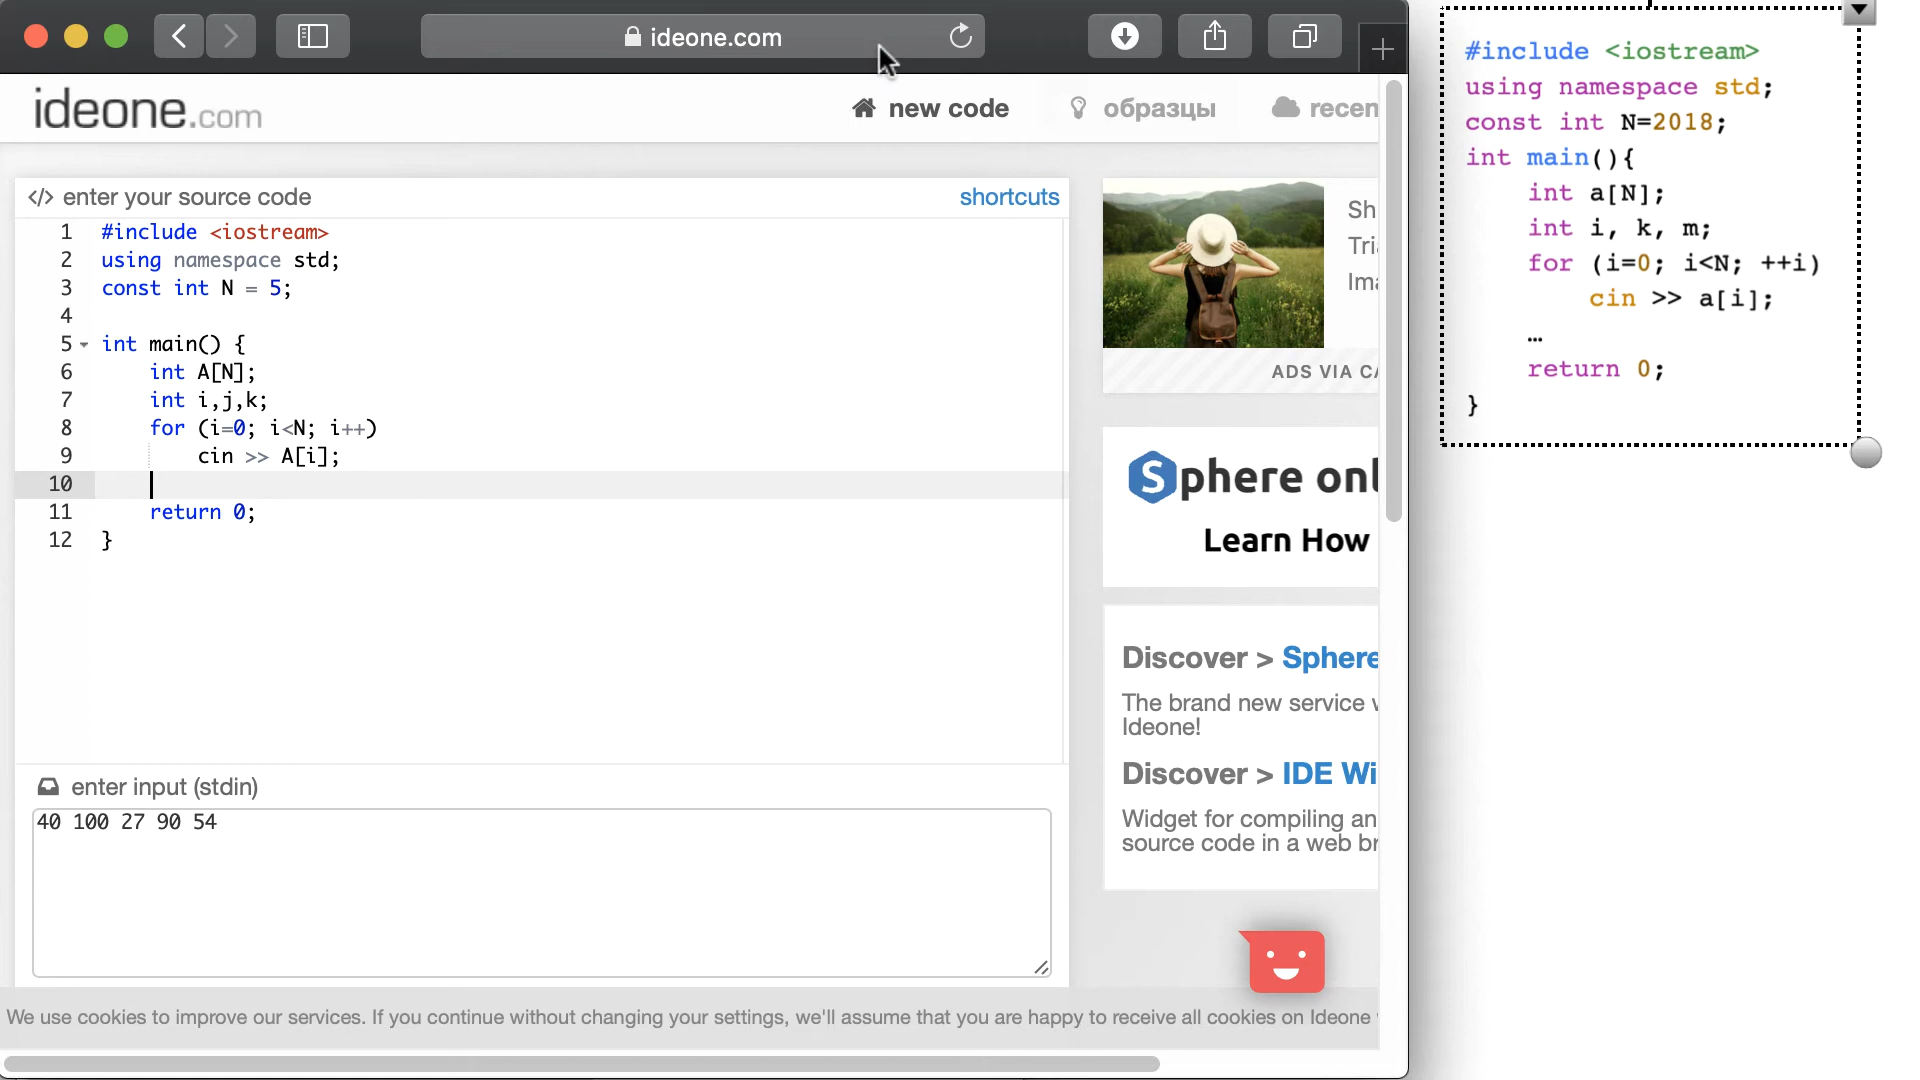 ideone.com
ideone.com
new code
образцы
recen
</> enter your source code
shortcuts
1 #include <iostream>
2 using namespace std;
3 const int N = 5;
4
5 int main() {
6 int A[N];
7 int i,j,k;
8 for (i=0; i<N; i++)
9 cin >> A[i];
10
11 return 0;
12 }
enter input (stdin)
40 100 27 90 54
Sh
Tri
Ima
ADS VIA CA
Sphere onl
Learn How
Discover > Sphere
The brand new service w
Ideone!
Discover > IDE Wi
Widget for compiling an
source code in a web br
We use cookies to improve our services. If you continue without changing your settings, we'll assume that you are happy to receive all cookies on Ideone
#include <iostream>
using namespace std;
const int N=2018;
int main(){
int a[N];
int i, k, m;
for (i=0; i<N; ++i)
cin >> a[i];
…
return 0;
}